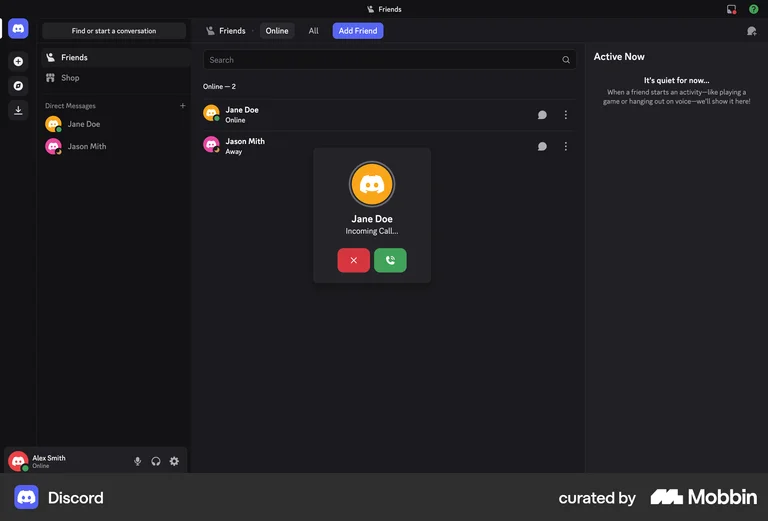 Friends
Find or start a conversation
Friends
Online
All
Add Friend
Friends
Shop
Direct Messages
Jane Doe
Jason Mith
Search
Online — 2
Jane Doe
Online
Jason Mith
Away
Jane Doe
Incoming Call...
Active Now
It's quiet for now...
When a friend starts an activity—like playing a
game or hanging out on voice—we'll show it here!
Alex Smith
Online
Discord
curated by Mobbin